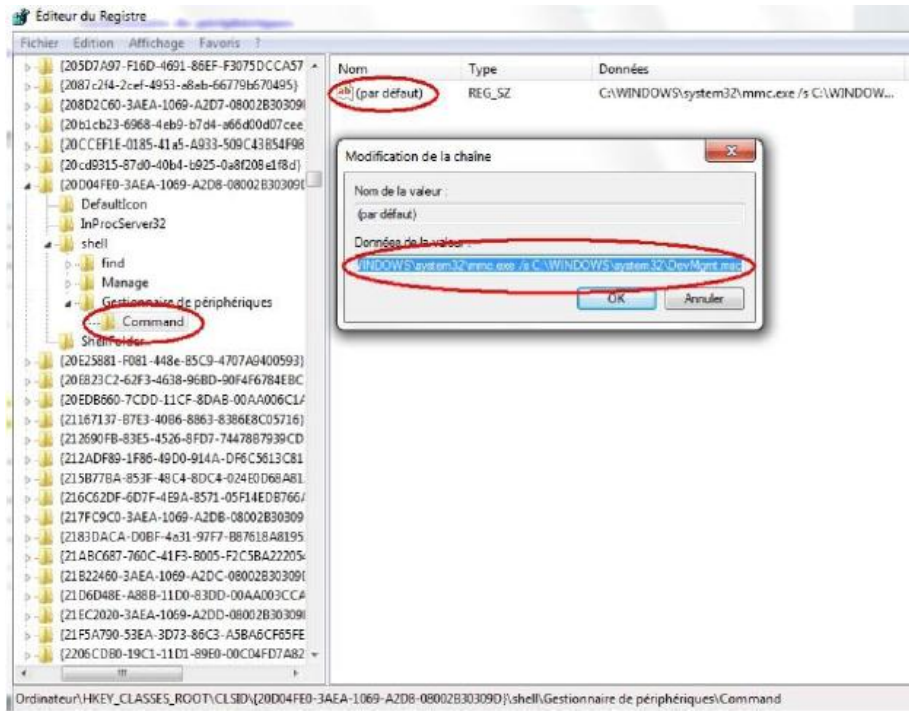 Éditeur du Registre
Fichier Edition Affichage Favoris ?
{205D7A97-F16D-4691-86EF-F3075DCCA57
{2087c2f4-2cef-4953-a8ab-66779b670495}
{208D2C60-3AEA-1069-A2D7-08002B30309
{20b1cb23-6968-4eb9-b7d4-a66d00d07cee
{20CCEF1E-0185-41a5-A933-509C43B54F98
{20cd9315-87d0-40b4-b925-0a8f208e1f8d}
{20D04FE0-3AEA-1069-A2D8-08002B30309D
DefaultIcon
InProcServer32
shell
find
Manage
Gestionnaire de périphériques
Command
ShellFolder
{20E25881-F081-448e-85C9-4707A9400593}
{20E823C2-62F3-4638-96BD-90F4F6784EBC
{20EDB660-7CDD-11CF-8DAB-00AA006C1A
{21167137-B7E3-40B6-8863-8386E8C05716}
{212690FB-83E5-4526-8FD7-74478B7939CD
{212ADF89-1F86-49D0-914A-DF6C5613C81
{215B77BA-853F-48C4-8DC4-024E0D68A81
{216C62DF-6D7F-4E9A-8571-05F14EDB766A
{217FC9C0-3AEA-1069-A2DB-08002B30309
{2183DACA-D0BF-4a31-97F7-B87618A8195
{21ABC687-760C-41F3-B005-F2C5BA22205
{21B22460-3AEA-1069-A2DC-08002B30309
{21D6D48E-A88B-11D0-83DD-00AA003CCA
{21EC2020-3AEA-1069-A2DD-08002B30309
{21F5A790-53EA-3D73-86C3-A5BA6CF65FE
{2206CDB0-19C1-11D1-89E0-00C04FD7A82
Nom Type Données
(par défaut) REG_SZ C:\WINDOWS\system32\mmc.exe /s C:\WINDOW...
Modification de la chaîne
Nom de la valeur :
(par défaut)
Données de la valeur :
\INDOWS\system32\mmc.exe /s C:\WINDOWS\system32\DevMgmt.msc
OK Annuler
Ordinateur\HKEY_CLASSES_ROOT\CLSID\{20D04FE0-3AEA-1069-A2D8-08002B30309D}\shell\Gestionnaire de périphériques\Command